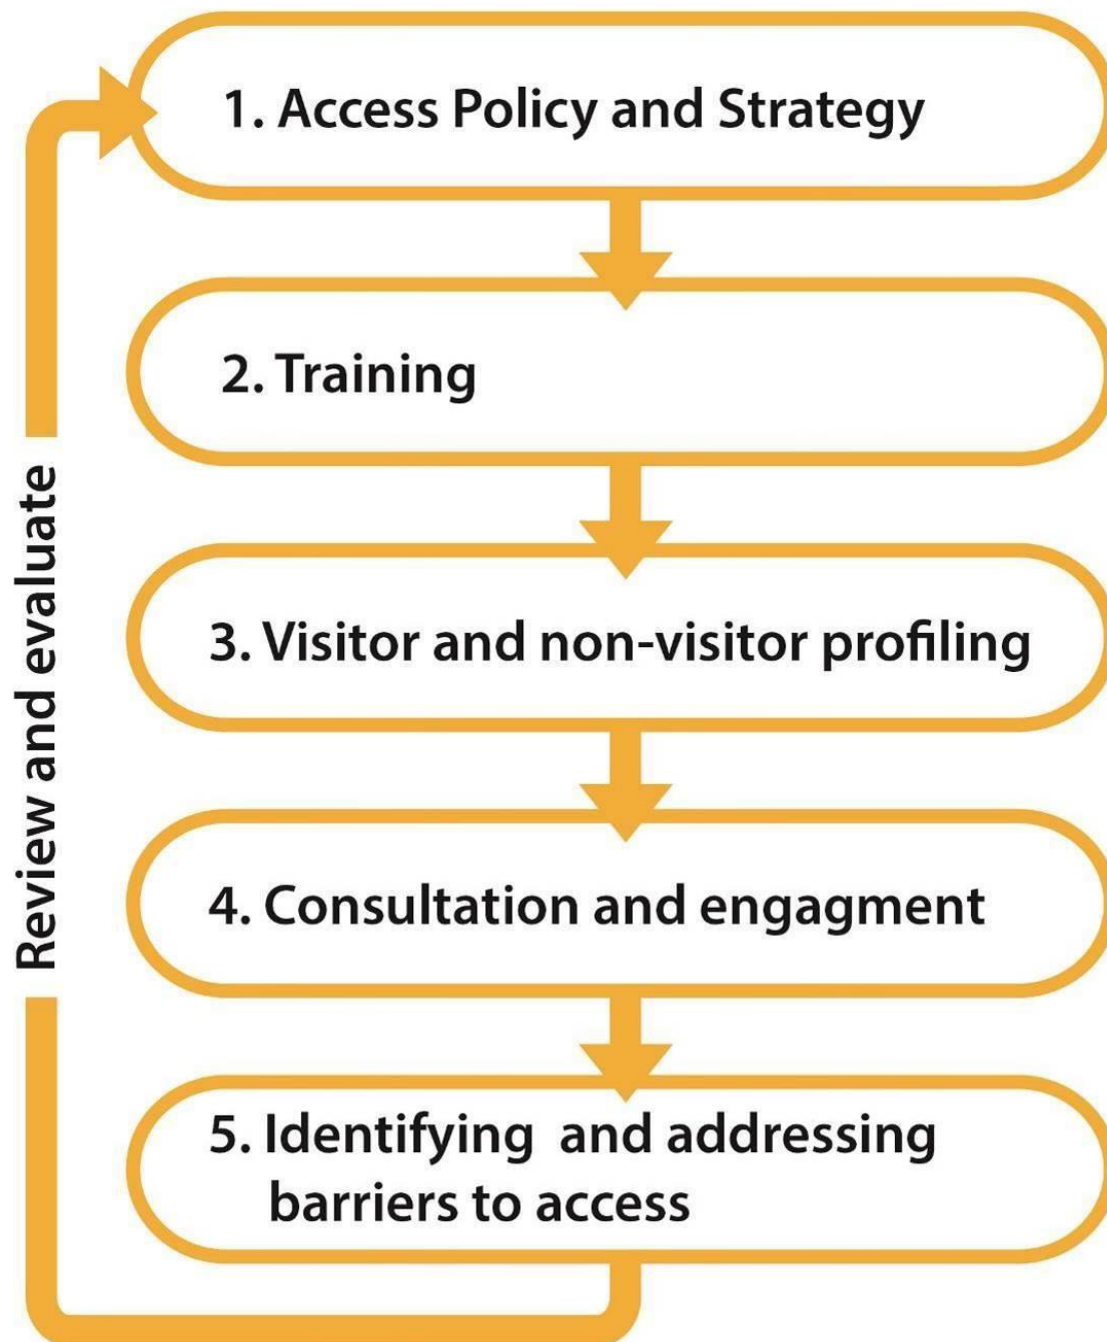 1. Access Policy and Strategy
2. Training
3. Visitor and non-visitor profiling
4. Consultation and engagment
5. Identifying  and addressing
barriers to access
Review and evaluate